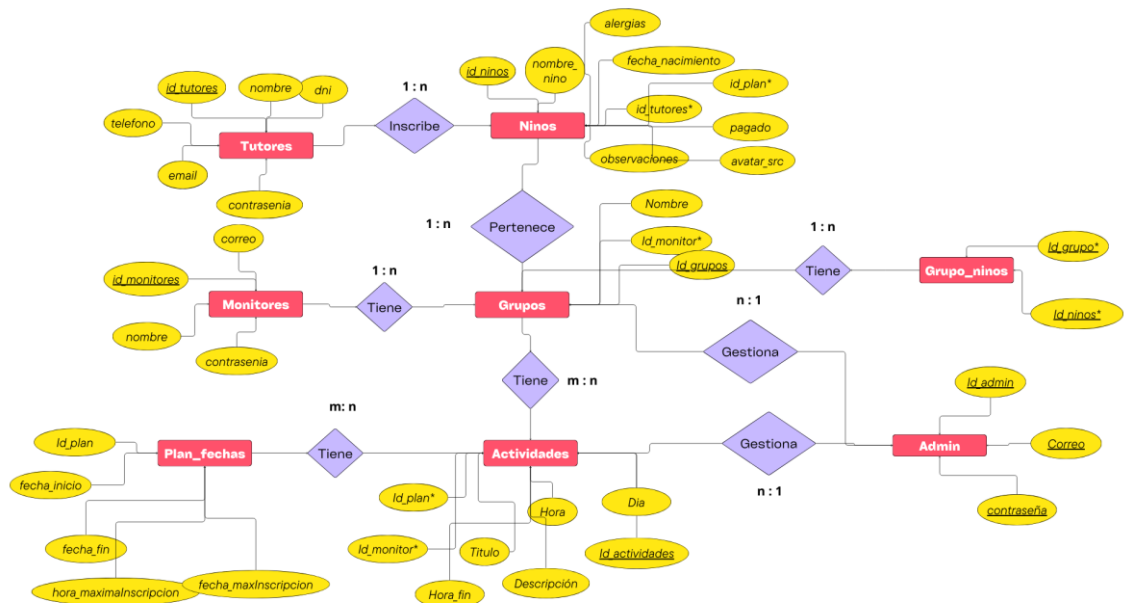 alergias
id_ninos
nombre_
nino
fecha_nacimiento
id_plan*
id_tutores
nombre
dni
1 : n
id_tutores*
telefono
Inscribe
Ninos
pagado
Tutores
email
observaciones
avatar_src
contrasenia
Nombre
1 : n
Pertenece
1 : n
correo
Id_monitor*
Id_grupo*
id_monitores
1 : n
Id_grupos
Tiene
Grupo_ninos
Monitores
Tiene
Grupos
n : 1
Id_ninos*
nombre
contrasenia
Gestiona
Tiene
m : n
Id_admin
m: n
Id_plan
Plan_fechas
Tiene
Actividades
Gestiona
Admin
Correo
fecha_inicio
n : 1
Id_plan*
Hora
Dia
contraseña
fecha_fin
Id_monitor*
Titulo
Id_actividades
hora_maximaInscripcion
fecha_maxInscripcion
Hora_fin
Descripción